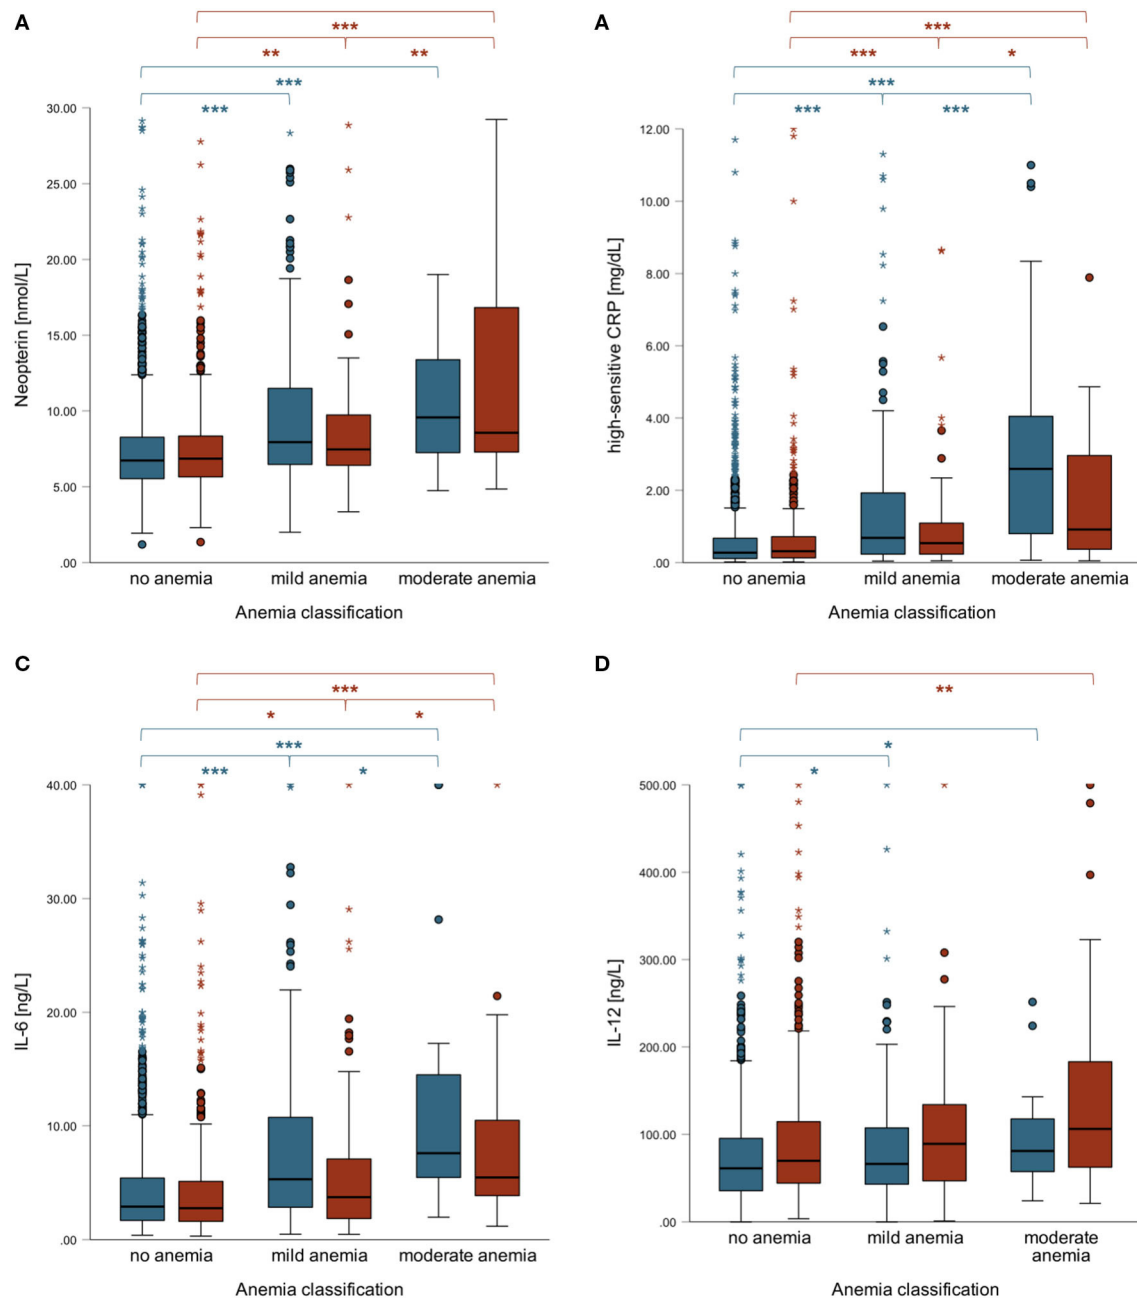 A
***
** **
***
***
30.00
25.00
20.00
15.00
10.00
5.00
.00
Neopterin [nmol/L]
no anemia mild anemia moderate anemia
Anemia classification
A
***
*** *
***
*** ***
12.00
10.00
8.00
6.00
4.00
2.00
.00
high-sensitive CRP [mg/dL]
no anemia mild anemia moderate anemia
Anemia classification
C
***
* *
***
*** *
40.00
30.00
20.00
10.00
.00
IL-6 [ng/L]
no anemia mild anemia moderate anemia
Anemia classification
D
**
*
*
500.00
400.00
300.00
200.00
100.00
.00
IL-12 [ng/L]
no anemia mild anemia moderate
anemia
Anemia classification